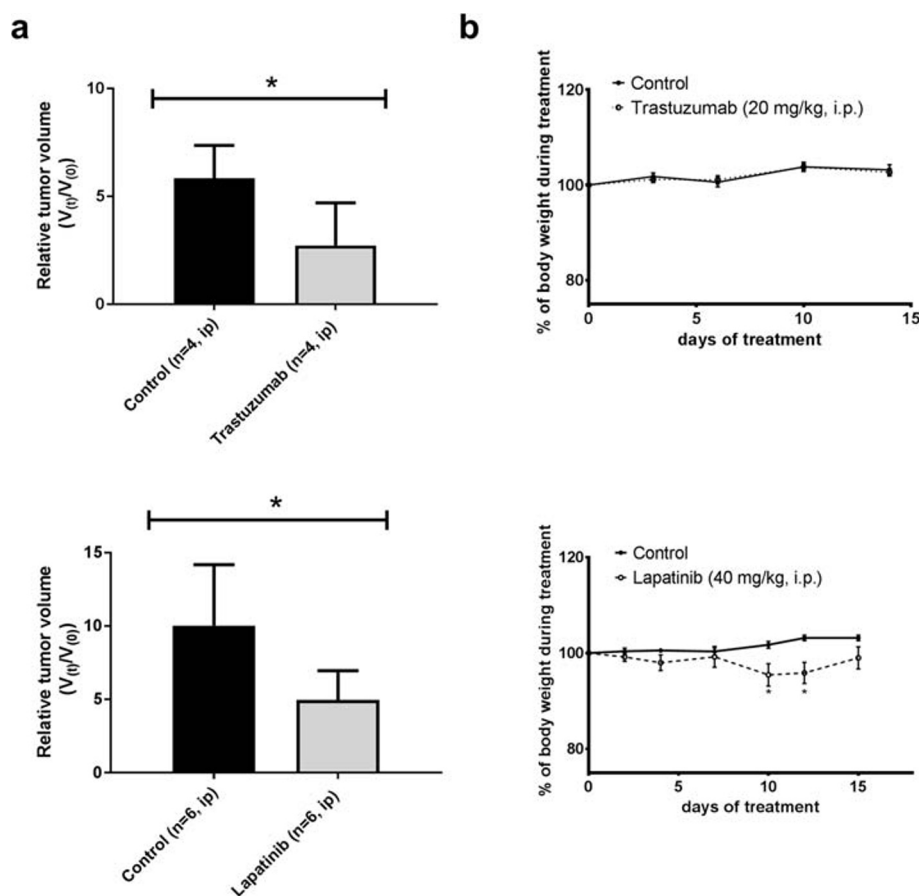 a
*
10
5
0
Relative tumor volume
(V(t)/V(0))
Control (n=4, ip)
Trastuzumab (n=4, ip)
b
120
100
80
% of body weight during treatment
Control
Trastuzumab (20 mg/kg, i.p.)
0 5 10 15
days of treatment
*
15
10
5
0
Relative tumor volume
(V(t)/V(0))
Control (n=6, ip)
Lapatinib (n=6, ip)
120
100
80
% of body weight during treatment
Control
Lapatinib (40 mg/kg, i.p.)
* *
0 5 10 15
days of treatment